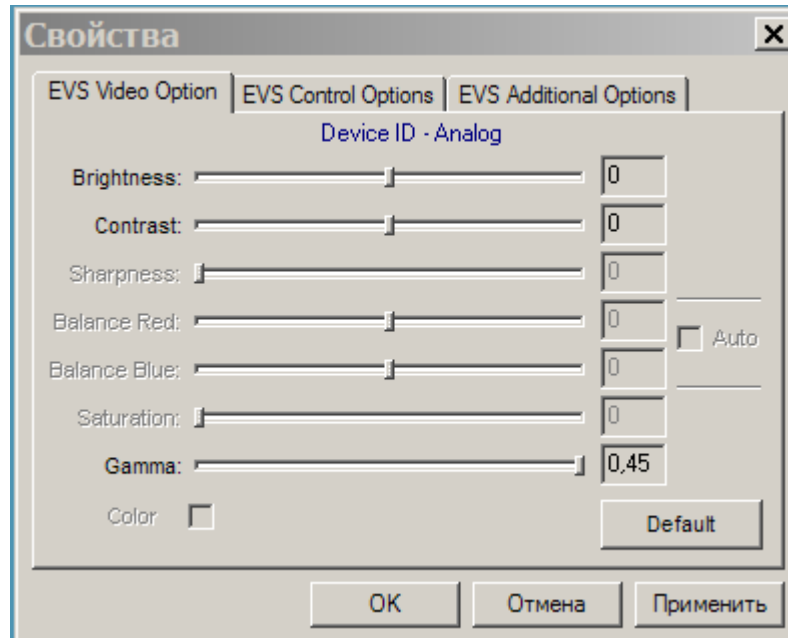 Свойства
EVS Video Option EVS Control Options EVS Additional Options
Device ID - Analog
Brightness: 0
Contrast: 0
Sharpness: 0
Balance Red: 0
Auto
Balance Blue: 0
Saturation: 0
Gamma: 0,45
Color
Default
OK Отмена Применить